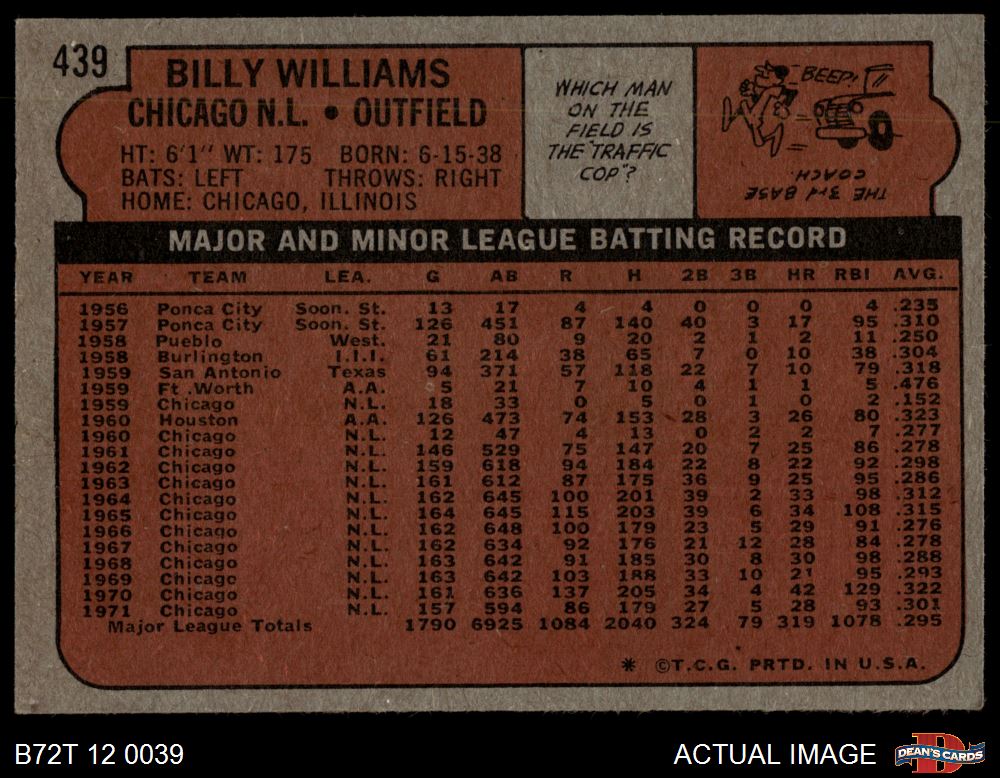 439
BILLY WILLIAMS
CHICAGO N.L. • OUTFIELD
HT: 6'1" WT: 175 BORN: 6-15-38
BATS: LEFT THROWS: RIGHT
HOME: CHICAGO, ILLINOIS
WHICH MAN
ON THE
FIELD IS
THE "TRAFFIC
COP"?
BEEP!
THE 3rd BASE
COACH.
MAJOR AND MINOR LEAGUE BATTING RECORD
YEAR TEAM LEA. G AB R H 2B 3B HR RBI AVG.
1956 Ponca City Soon. St. 13 17 4 4 0 0 0 4 .235
1957 Ponca City Soon. St. 126 451 87 140 40 3 17 95 .310
1958 Pueblo West. 21 80 9 20 2 1 2 11 .250
1958 Burlington I.I.I. 61 214 38 65 7 0 10 38 .304
1959 San Antonio Texas 94 371 57 118 22 7 10 79 .318
1959 Ft .Worth A.A. 5 21 7 10 4 1 1 5 .476
1959 Chicago N.L. 18 33 0 5 0 1 0 2 .152
1960 Houston A.A. 126 473 74 153 28 3 26 80 .323
1960 Chicago N.L. 12 47 4 13 0 2 2 7 .277
1961 Chicago N.L. 146 529 75 147 20 7 25 86 .278
1962 Chicago N.L. 159 618 94 184 22 8 22 92 .298
1963 Chicago N.L. 161 612 87 175 36 9 25 95 .286
1964 Chicago N.L. 162 645 100 201 39 2 33 98 .312
1965 Chicago N.L. 164 645 115 203 39 6 34 108 .315
1966 Chicago N.L. 162 648 100 179 23 5 29 91 .276
1967 Chicago N.L. 162 634 92 176 21 12 28 84 .278
1968 Chicago N.L. 163 642 91 185 30 8 30 98 .288
1969 Chicago N.L. 163 642 103 188 33 10 21 95 .293
1970 Chicago N.L. 161 636 137 205 34 4 42 129 .322
1971 Chicago N.L. 157 594 86 179 27 5 28 93 .301
Major League Totals 1790 6925 1084 2040 324 79 319 1078 .295
* ©T.C.G. PRTD. IN U.S.A.
B72T 12 0039
ACTUAL IMAGE
DEAN'S CARDS